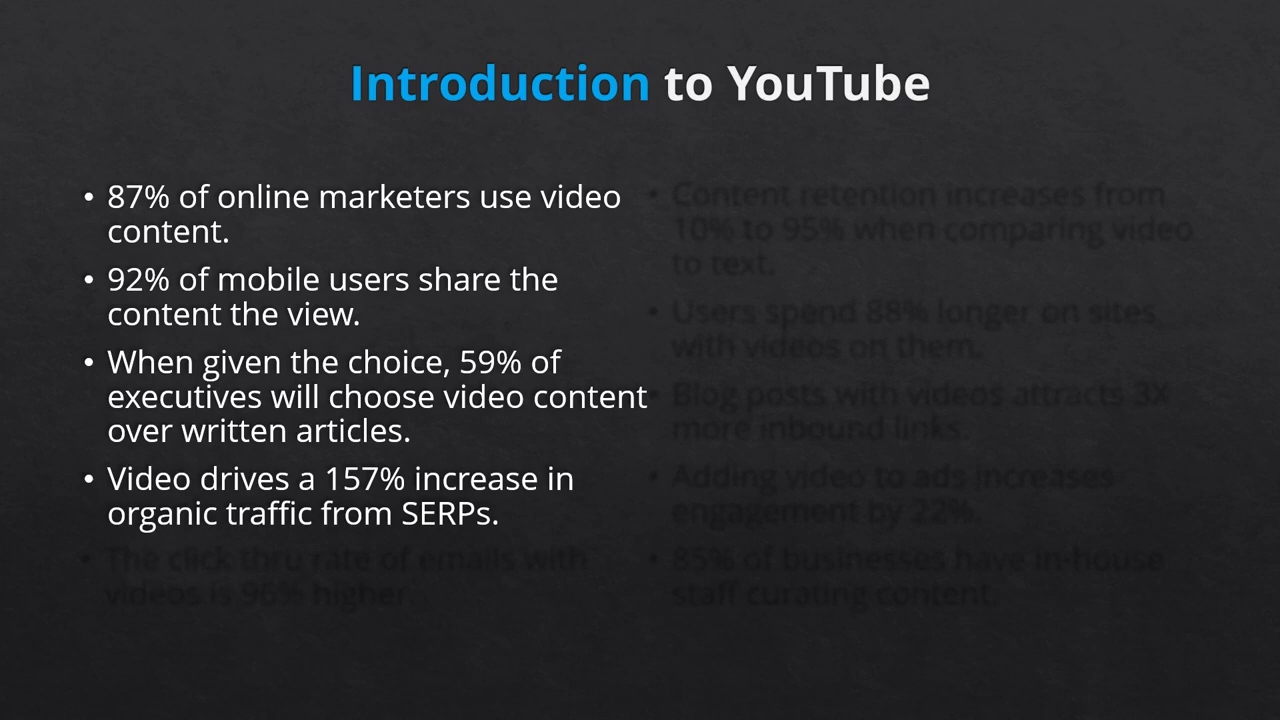 Introduction to YouTube
• 87% of online marketers use video
content.
• 92% of mobile users share the
content the view.
• When given the choice, 59% of
executives will choose video content
over written articles.
• Video drives a 157% increase in
organic traffic from SERPs.
• The click thru rate of emails with
videos is 96% higher.
• Content retention increases from
10% to 95% when comparing video
to text.
• Users spend 88% longer on sites
with videos on them.
• Blog posts with videos attracts 3X
more inbound links.
• Adding video to ads increases
engagement by 22%.
• 85% of businesses have in-house
staff curating content.